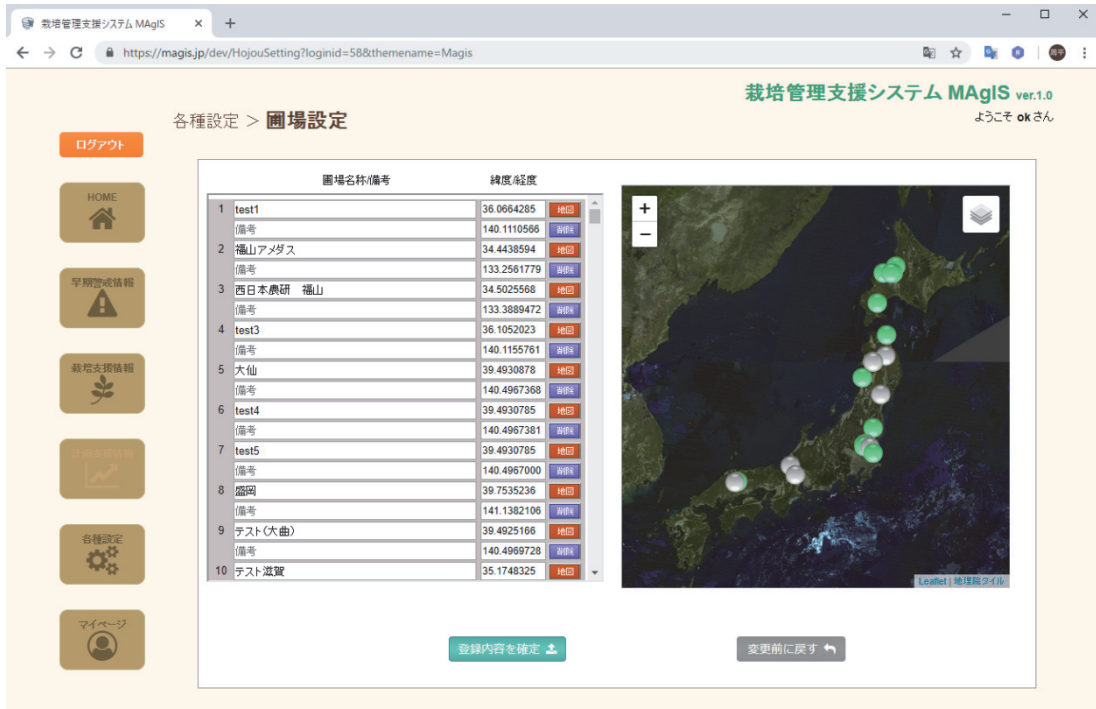 栽培管理支援システム MAgIS
https://magis.jp/dev/HojouSetting?loginid=58&themename=Magis
栽培管理支援システム MAgIS ver.1.0
ようこそ ok さん
各種設定 > 圃場設定
ログアウト
HOME
早期警戒情報
栽培支援情報
計画支援情報
各種設定
マイページ
圃場名称/備考 緯度/経度
1 test1 36.0664285 地図
備考 140.1110566 削除
2 福山アメダス 34.4438594 地図
備考 133.2561779 削除
3 西日本農研 福山 34.5025568 地図
備考 133.3889472 削除
4 test3 36.1052023 地図
備考 140.1155761 削除
5 大仙 39.4930878 地図
備考 140.4967368 削除
6 test4 39.4930785 地図
備考 140.4967381 削除
7 test5 39.4930785 地図
備考 140.4967000 削除
8 盛岡 39.7535236 地図
備考 141.1382106 削除
9 テスト(大曲) 39.4925166 地図
備考 140.4969728 削除
10 テスト滋賀 35.1748325 地図
+
−
Leaflet | 地理院タイル
登録内容を確定
変更前に戻す